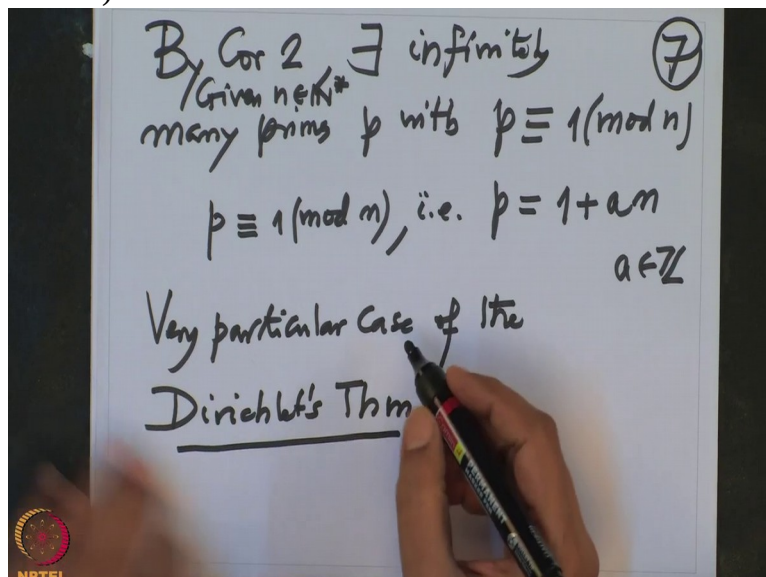 By Cor 2, ∃ infinitely ⑦
/Given n∈ℕ*
many prims p with p ≡ 1(mod n)
p ≡ 1(mod n), i.e. p = 1 + an
a ∈ ℤ
Very particular Case of the
Dirichlet's Thm
NPTEL